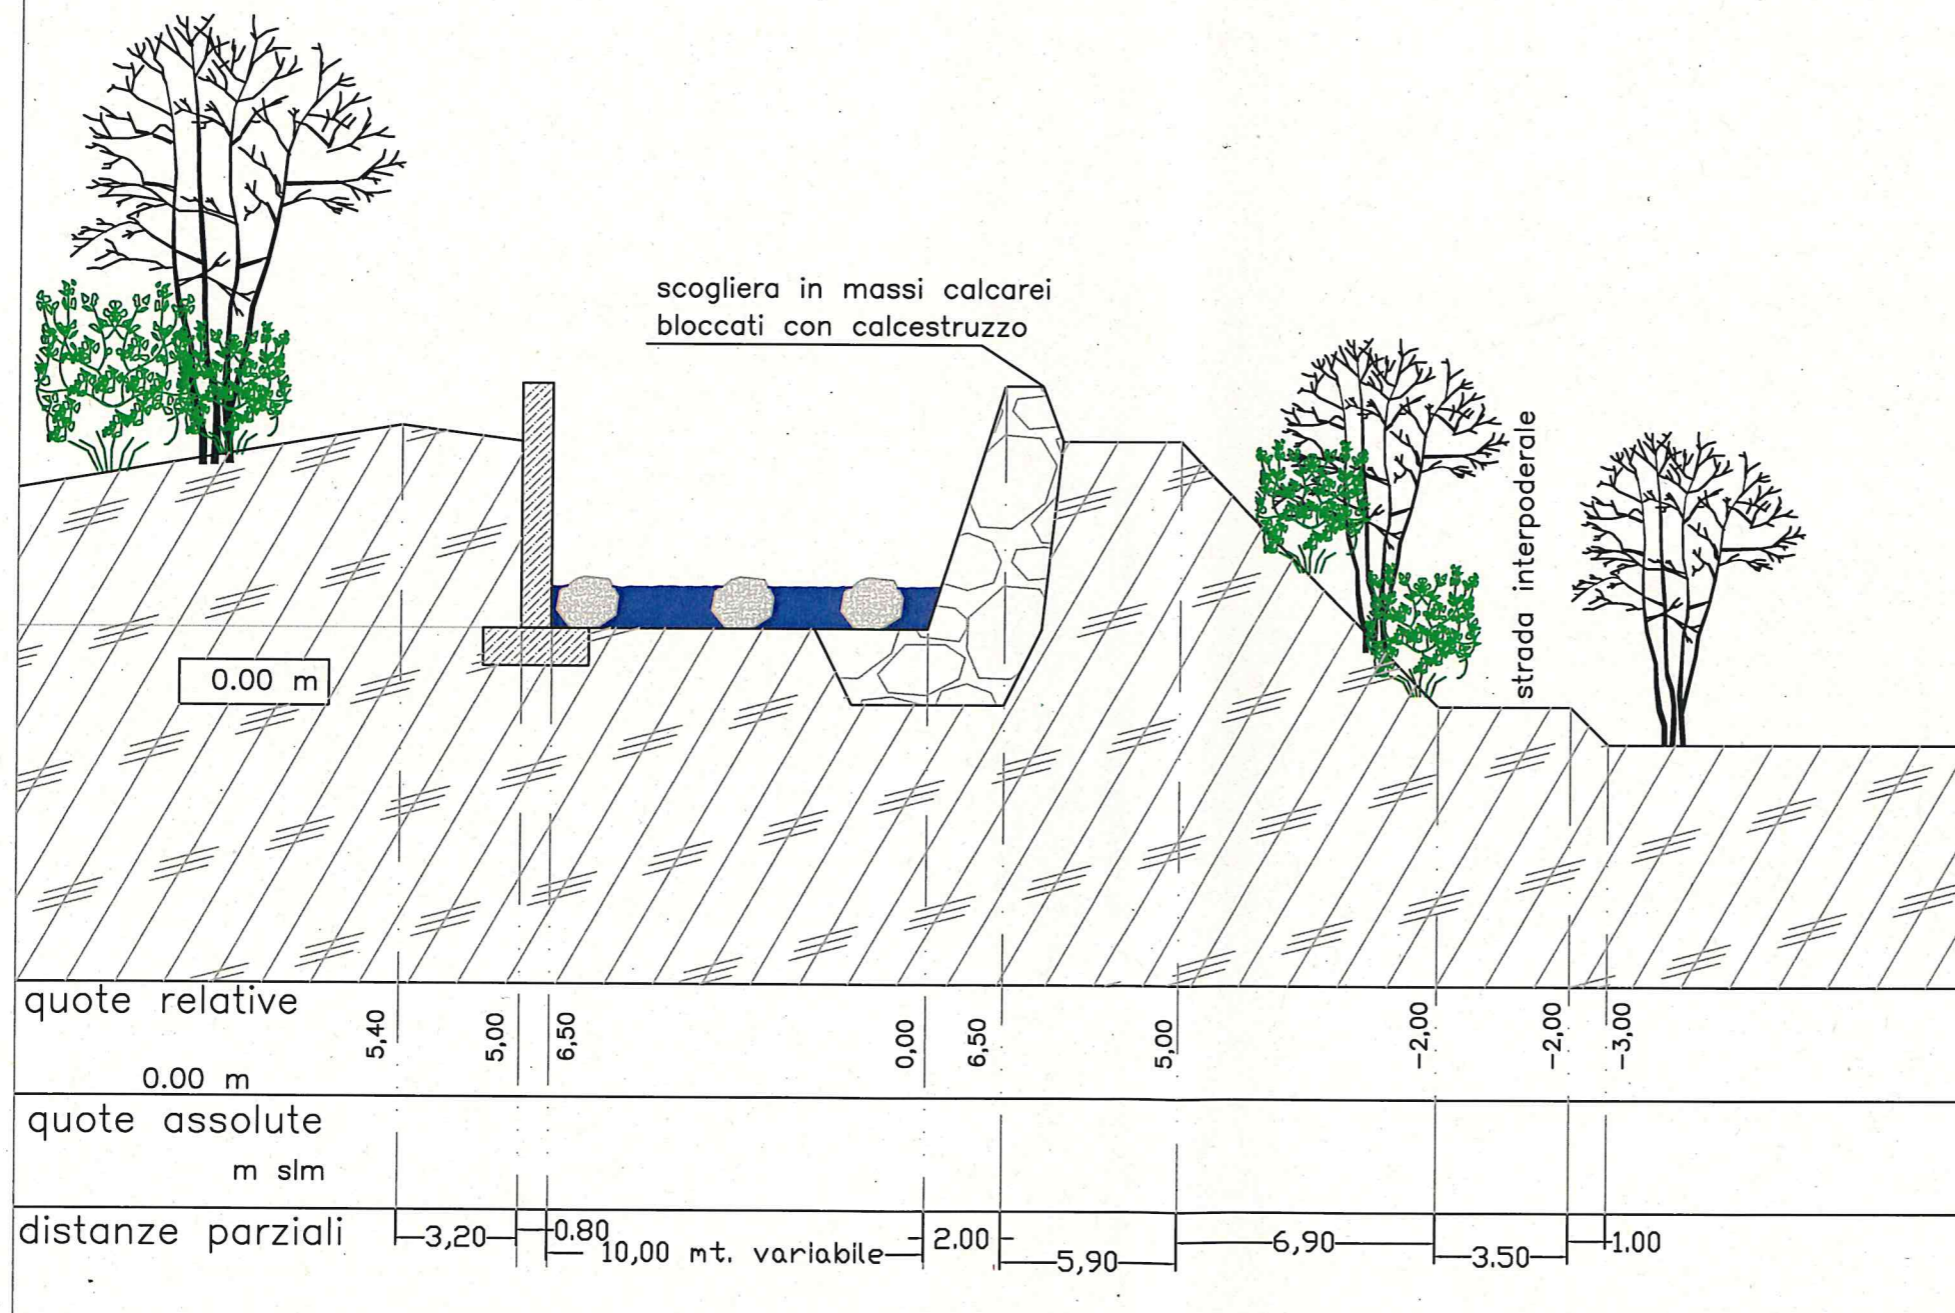 scogliera in massi calcarei
bloccati con calcestruzzo
strada interpoderale
0.00 m
quote relative
5,40
5,00
6,50
0,00
6,50
5,00
-2,00
-2,00
-3,00
0.00 m
quote assolute
m slm
distanze parziali
3,20
0.80
10,00 mt. variabile
2.00
5,90
6,90
3.50
1.00